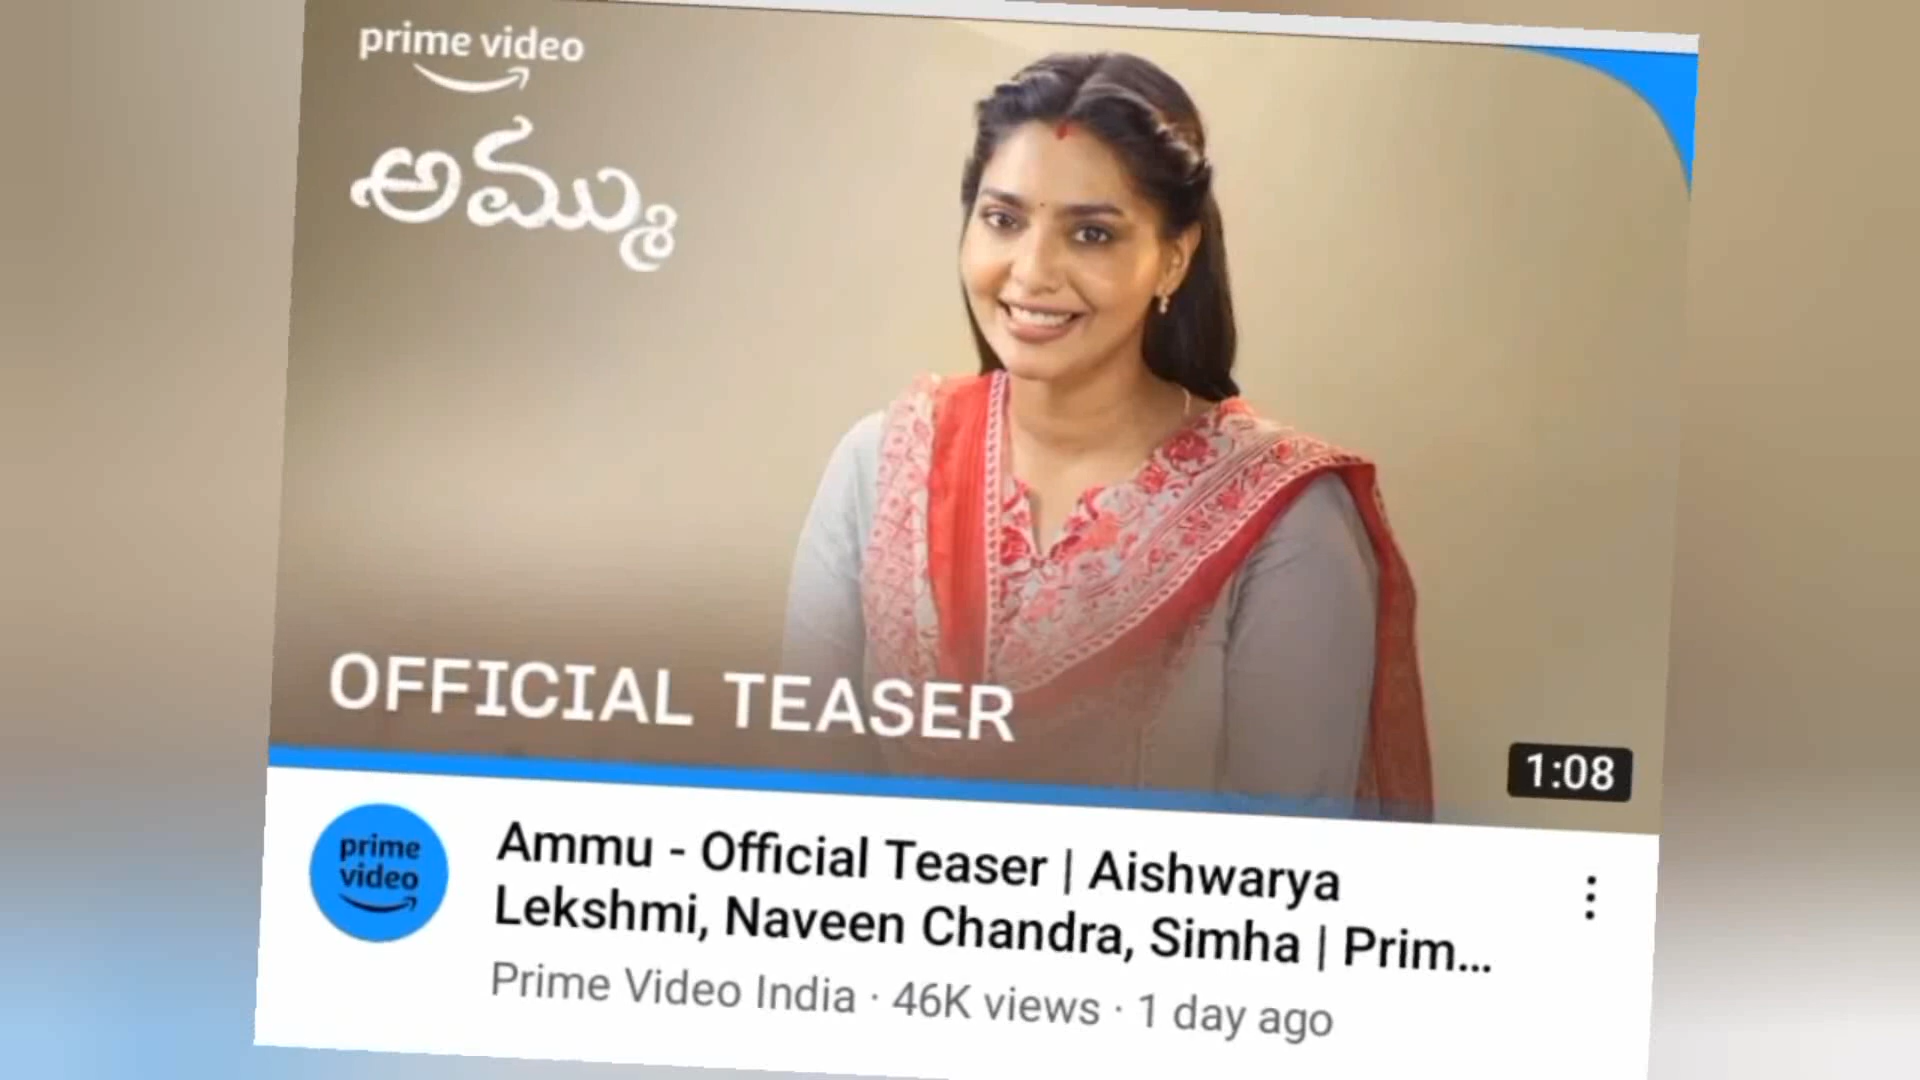 prime video
అమ్ము
OFFICIAL TEASER
1:08
prime
video
Ammu - Official Teaser | Aishwarya
Lekshmi, Naveen Chandra, Simha | Prim...
Prime Video India · 46K views · 1 day ago